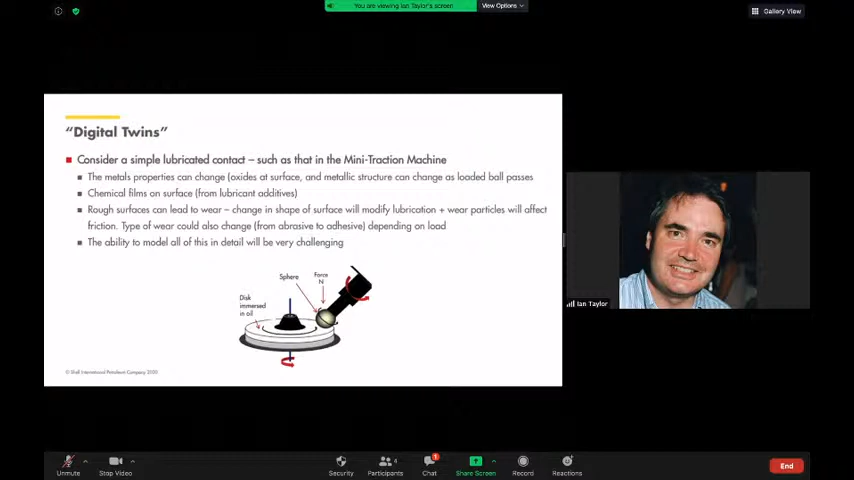 You are viewing Ian Taylor's screen
View Options
Gallery View
"Digital Twins"
Consider a simple lubricated contact – such as that in the Mini-Traction Machine
The metals properties can change (oxides at surface, and metallic structure can change as loaded ball passes
Chemical films on surface (from lubricant additives)
Rough surfaces can lead to wear – change in shape of surface will modify lubrication + wear particles will affect
friction. Type of wear could also change (from abrasive to adhesive) depending on load
The ability to model all of this in detail will be very challenging
Sphere
Force
N
Disk
immersed
in oil
© Shell International Petroleum Company 2020
Ian Taylor
Unmute
Stop Video
Security
Participants
4
Chat
1
Share Screen
Record
Reactions
End